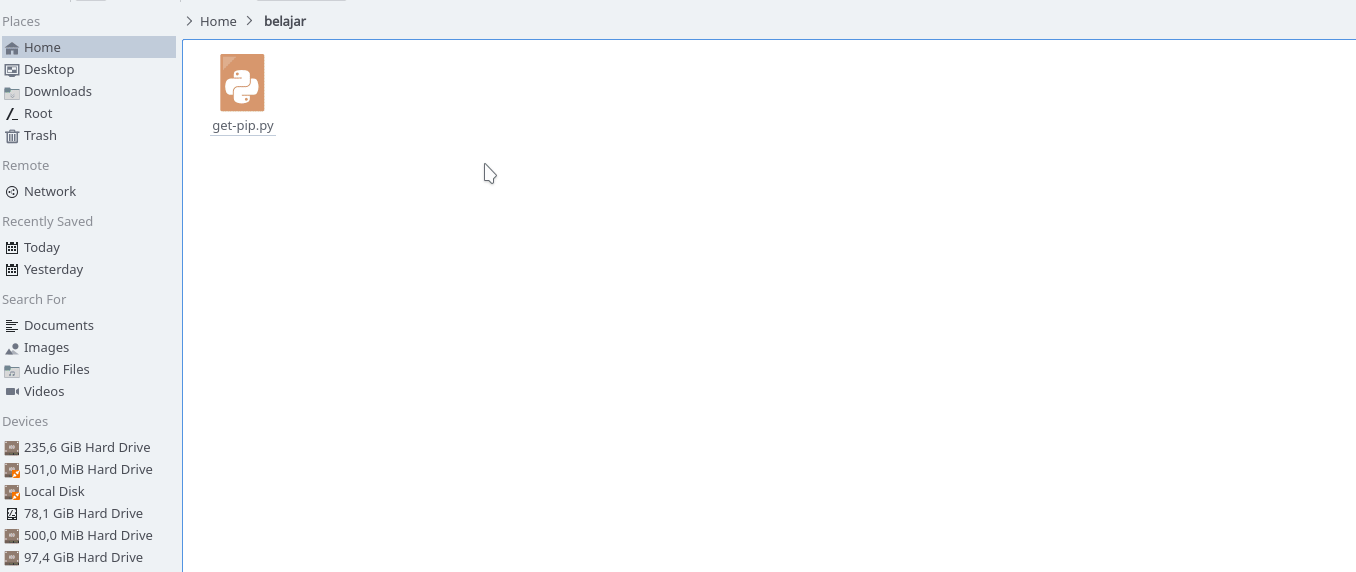 Places
Home
Desktop
Downloads
Root
Trash
Remote
Network
Recently Saved
Today
Yesterday
Search For
Documents
Images
Audio Files
Videos
Devices
235,6 GiB Hard Drive
501,0 MiB Hard Drive
Local Disk
78,1 GiB Hard Drive
500,0 MiB Hard Drive
97,4 GiB Hard Drive
Home belajar
get-pip.py